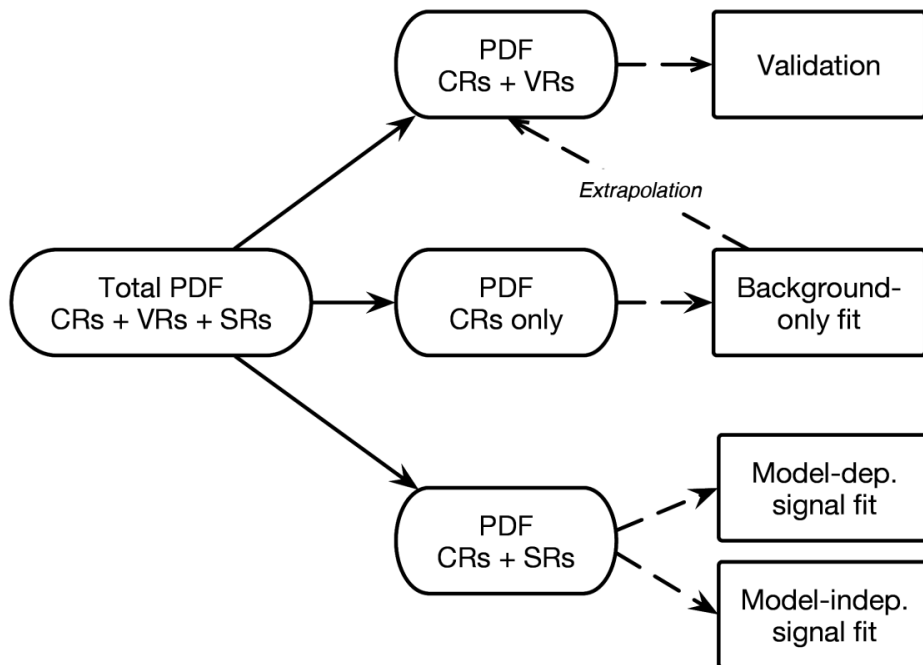 PDF
CRs + VRs
Validation
Extrapolation
Total PDF
CRs + VRs + SRs
PDF
CRs only
Background-
only fit
PDF
CRs + SRs
Model-dep.
signal fit
Model-indep.
signal fit